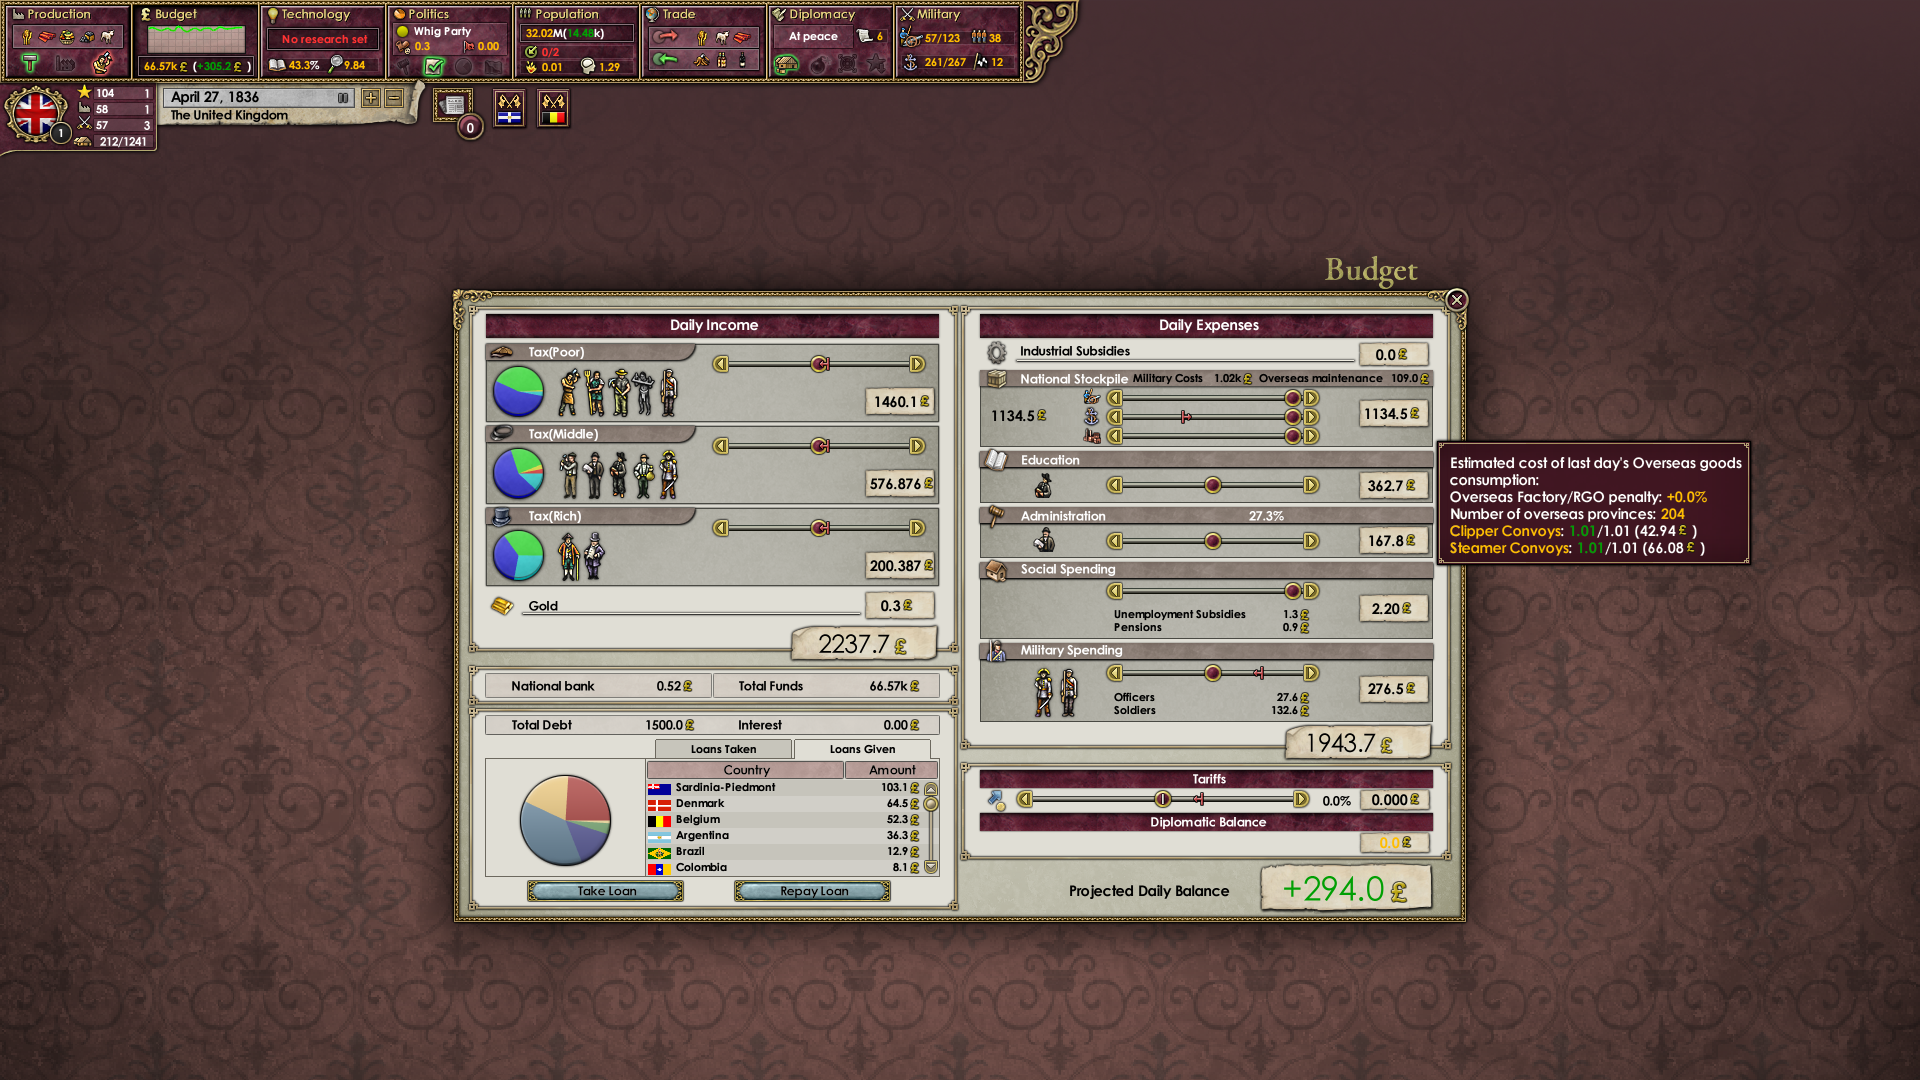 Production
Budget
Technology
Politics
Population
Trade
Diplomacy
Military
66.57k £ (+305.2 £ )
No research set
43.3% 9.84
Whig Party
0.3 0.00
32.02M(14.48k)
0/2
0.01 1.29
At peace 6
57/123 38
261/267 12
104 1
58 1
57 3
212/1241
1
April 27, 1836
The United Kingdom
0
Budget
Daily Income
Tax(Poor)
1460.1 £
Tax(Middle)
576.876 £
Tax(Rich)
200.387 £
Gold 0.3 £
2237.7 £
National bank 0.52 £ Total Funds 66.57k £
Total Debt 1500.0 £ Interest 0.00 £
Loans Taken Loans Given
Country Amount
Sardinia-Piedmont 103.1 £
Denmark 64.5 £
Belgium 52.3 £
Argentina 36.3 £
Brazil 12.9 £
Colombia 8.1 £
Take Loan Repay Loan
Daily Expenses
Industrial Subsidies 0.0 £
National Stockpile Military Costs 1.02k £ Overseas maintenance 109.0 £
1134.5 £ 1134.5 £
Education
362.7 £
Administration 27.3%
167.8 £
Social Spending
2.20 £
Unemployment Subsidies 1.3 £
Pensions 0.9 £
Military Spending
276.5 £
Officers 27.6 £
Soldiers 132.6 £
1943.7 £
Tariffs
0.0% 0.000 £
Diplomatic Balance
0.0 £
Projected Daily Balance +294.0 £
Estimated cost of last day's Overseas goods
consumption:
Overseas Factory/RGO penalty: +0.0%
Number of overseas provinces: 204
Clipper Convoys: 1.01/1.01 (42.94 £ )
Steamer Convoys: 1.01/1.01 (66.08 £ )